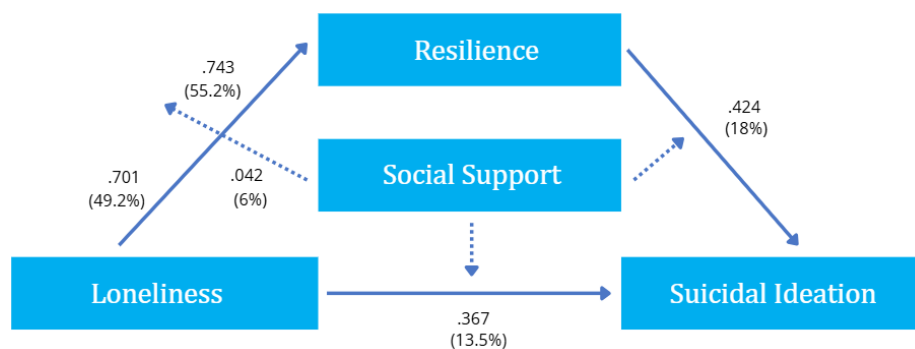 Resilience
.743
(55.2%)
.424
(18%)
Social Support
.701
(49.2%)
.042
(6%)
Loneliness
Suicidal Ideation
.367
(13.5%)